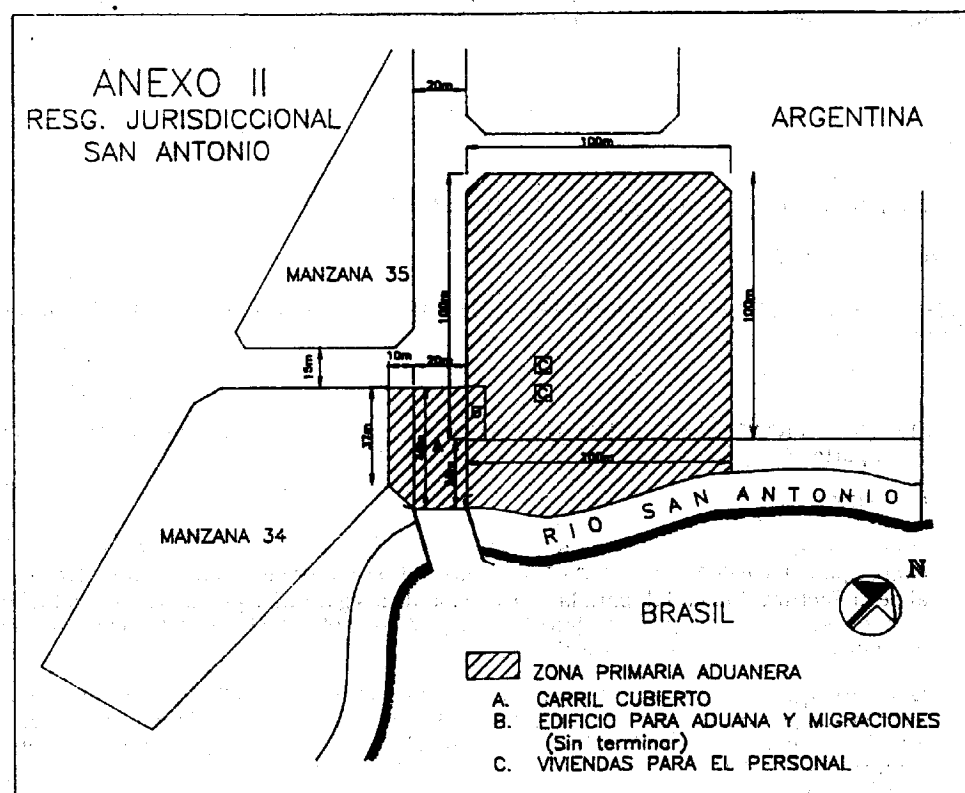 ANEXO II
RESG. JURISDICCIONAL
SAN ANTONIO
ARGENTINA
20m
100m
MANZANA 35
100m
100m
15m
10m
20m
C
C
B
37m
A
100m
MANZANA 34
RIO SAN ANTONIO
N
BRASIL
ZONA PRIMARIA ADUANERA
A. CARRIL CUBIERTO
B. EDIFICIO PARA ADUANA Y MIGRACIONES
(Sin terminar)
C. VIVIENDAS PARA EL PERSONAL